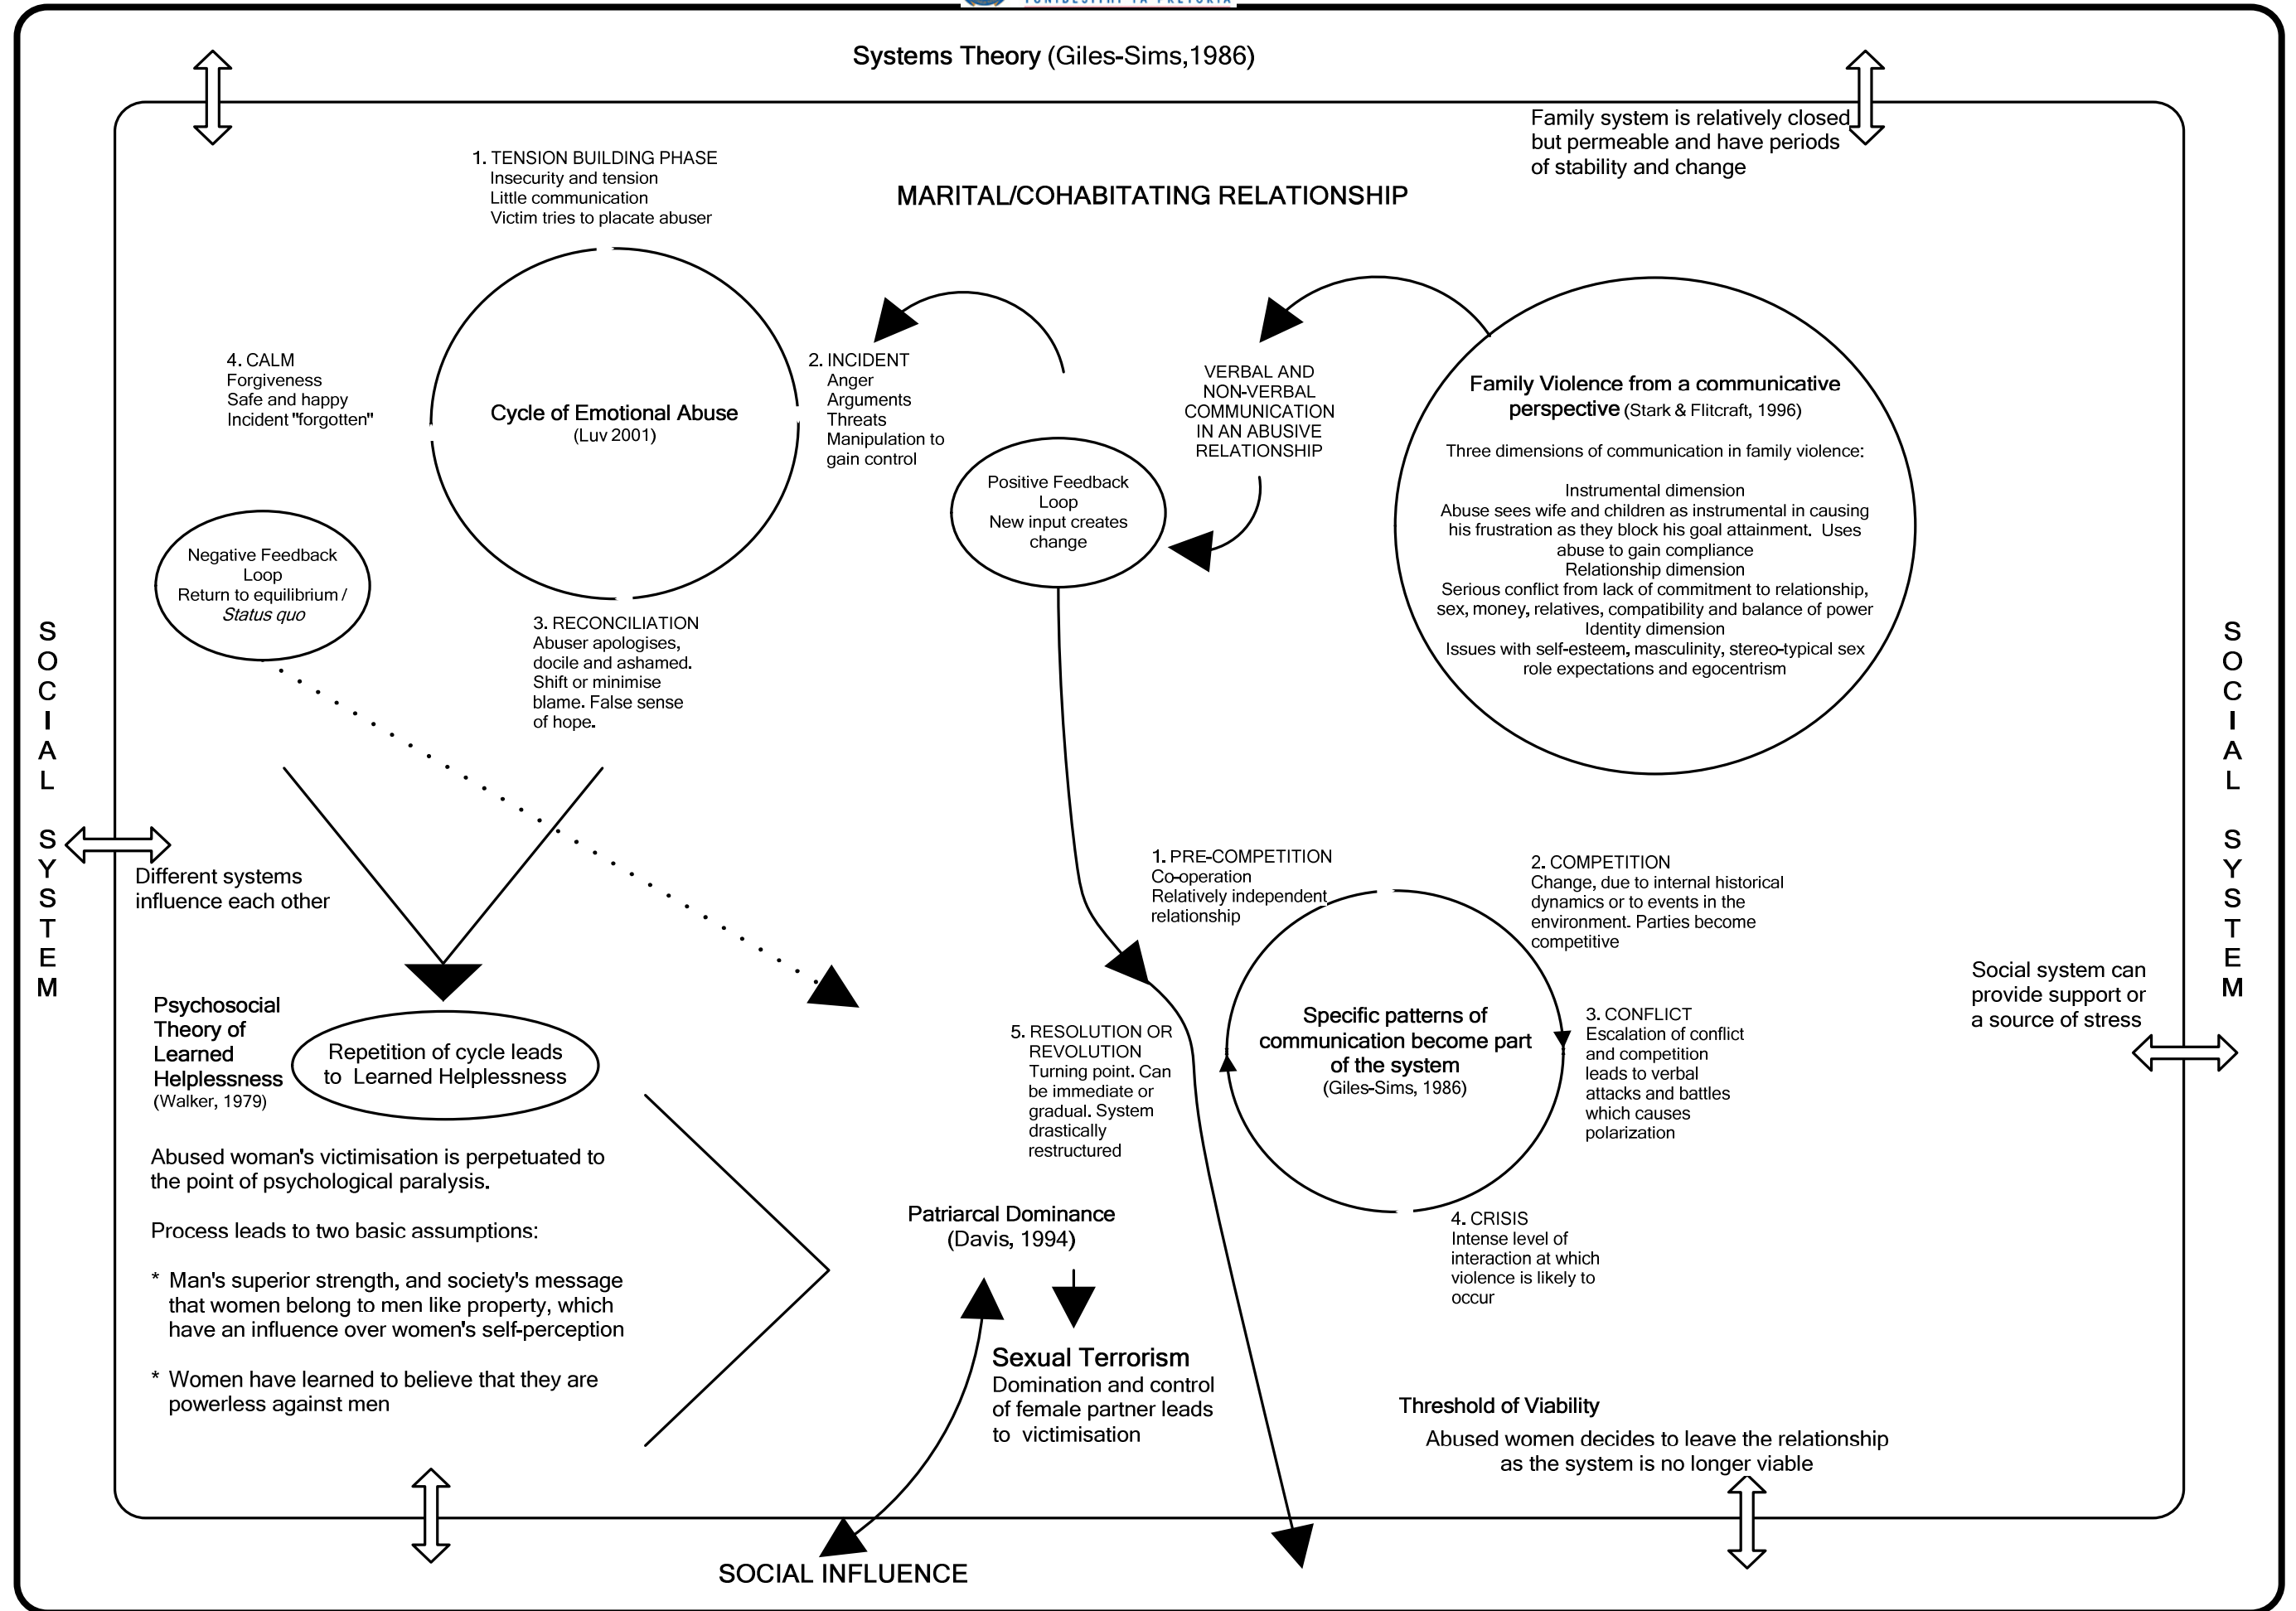 YUNIBESITHI YA PRETORIA
Systems Theory (Giles-Sims,1986)
Family system is relatively closed
but permeable and have periods
of stability and change
MARITAL/COHABITATING RELATIONSHIP
1. TENSION BUILDING PHASE
Insecurity and tension
Little communication
Victim tries to placate abuser
4. CALM
Forgiveness
Safe and happy
Incident "forgotten"
Cycle of Emotional Abuse
(Luv 2001)
2. INCIDENT
Anger
Arguments
Threats
Manipulation to
gain control
3. RECONCILIATION
Abuser apologises,
docile and ashamed.
Shift or minimise
blame. False sense
of hope.
Negative Feedback
Loop
Return to equilibrium /
Status quo
Positive Feedback
Loop
New input creates
change
VERBAL AND
NON-VERBAL
COMMUNICATION
IN AN ABUSIVE
RELATIONSHIP
Family Violence from a communicative
perspective (Stark & Flitcraft, 1996)
Three dimensions of communication in family violence:
Instrumental dimension
Abuse sees wife and children as instrumental in causing
his frustration as they block his goal attainment. Uses
abuse to gain compliance
Relationship dimension
Serious conflict from lack of commitment to relationship,
sex, money, relatives, compatibility and balance of power
Identity dimension
Issues with self-esteem, masculinity, stereo-typical sex
role expectations and egocentrism
SOCIAL SYSTEM
SOCIAL SYSTEM
Different systems
influence each other
Psychosocial
Theory of
Learned
Helplessness
(Walker, 1979)
Repetition of cycle leads
to Learned Helplessness
Abused woman's victimisation is perpetuated to
the point of psychological paralysis.
Process leads to two basic assumptions:
* Man's superior strength, and society's message
that women belong to men like property, which
have an influence over women's self-perception
* Women have learned to believe that they are
powerless against men
1. PRE-COMPETITION
Co-operation
Relatively independent
relationship
2. COMPETITION
Change, due to internal historical
dynamics or to events in the
environment. Parties become
competitive
Specific patterns of
communication become part
of the system
(Giles-Sims, 1986)
3. CONFLICT
Escalation of conflict
and competition
leads to verbal
attacks and battles
which causes
polarization
4. CRISIS
Intense level of
interaction at which
violence is likely to
occur
5. RESOLUTION OR
REVOLUTION
Turning point. Can
be immediate or
gradual. System
drastically
restructured
Social system can
provide support or
a source of stress
Patriarcal Dominance
(Davis, 1994)
Sexual Terrorism
Domination and control
of female partner leads
to victimisation
Threshold of Viability
Abused women decides to leave the relationship
as the system is no longer viable
SOCIAL INFLUENCE